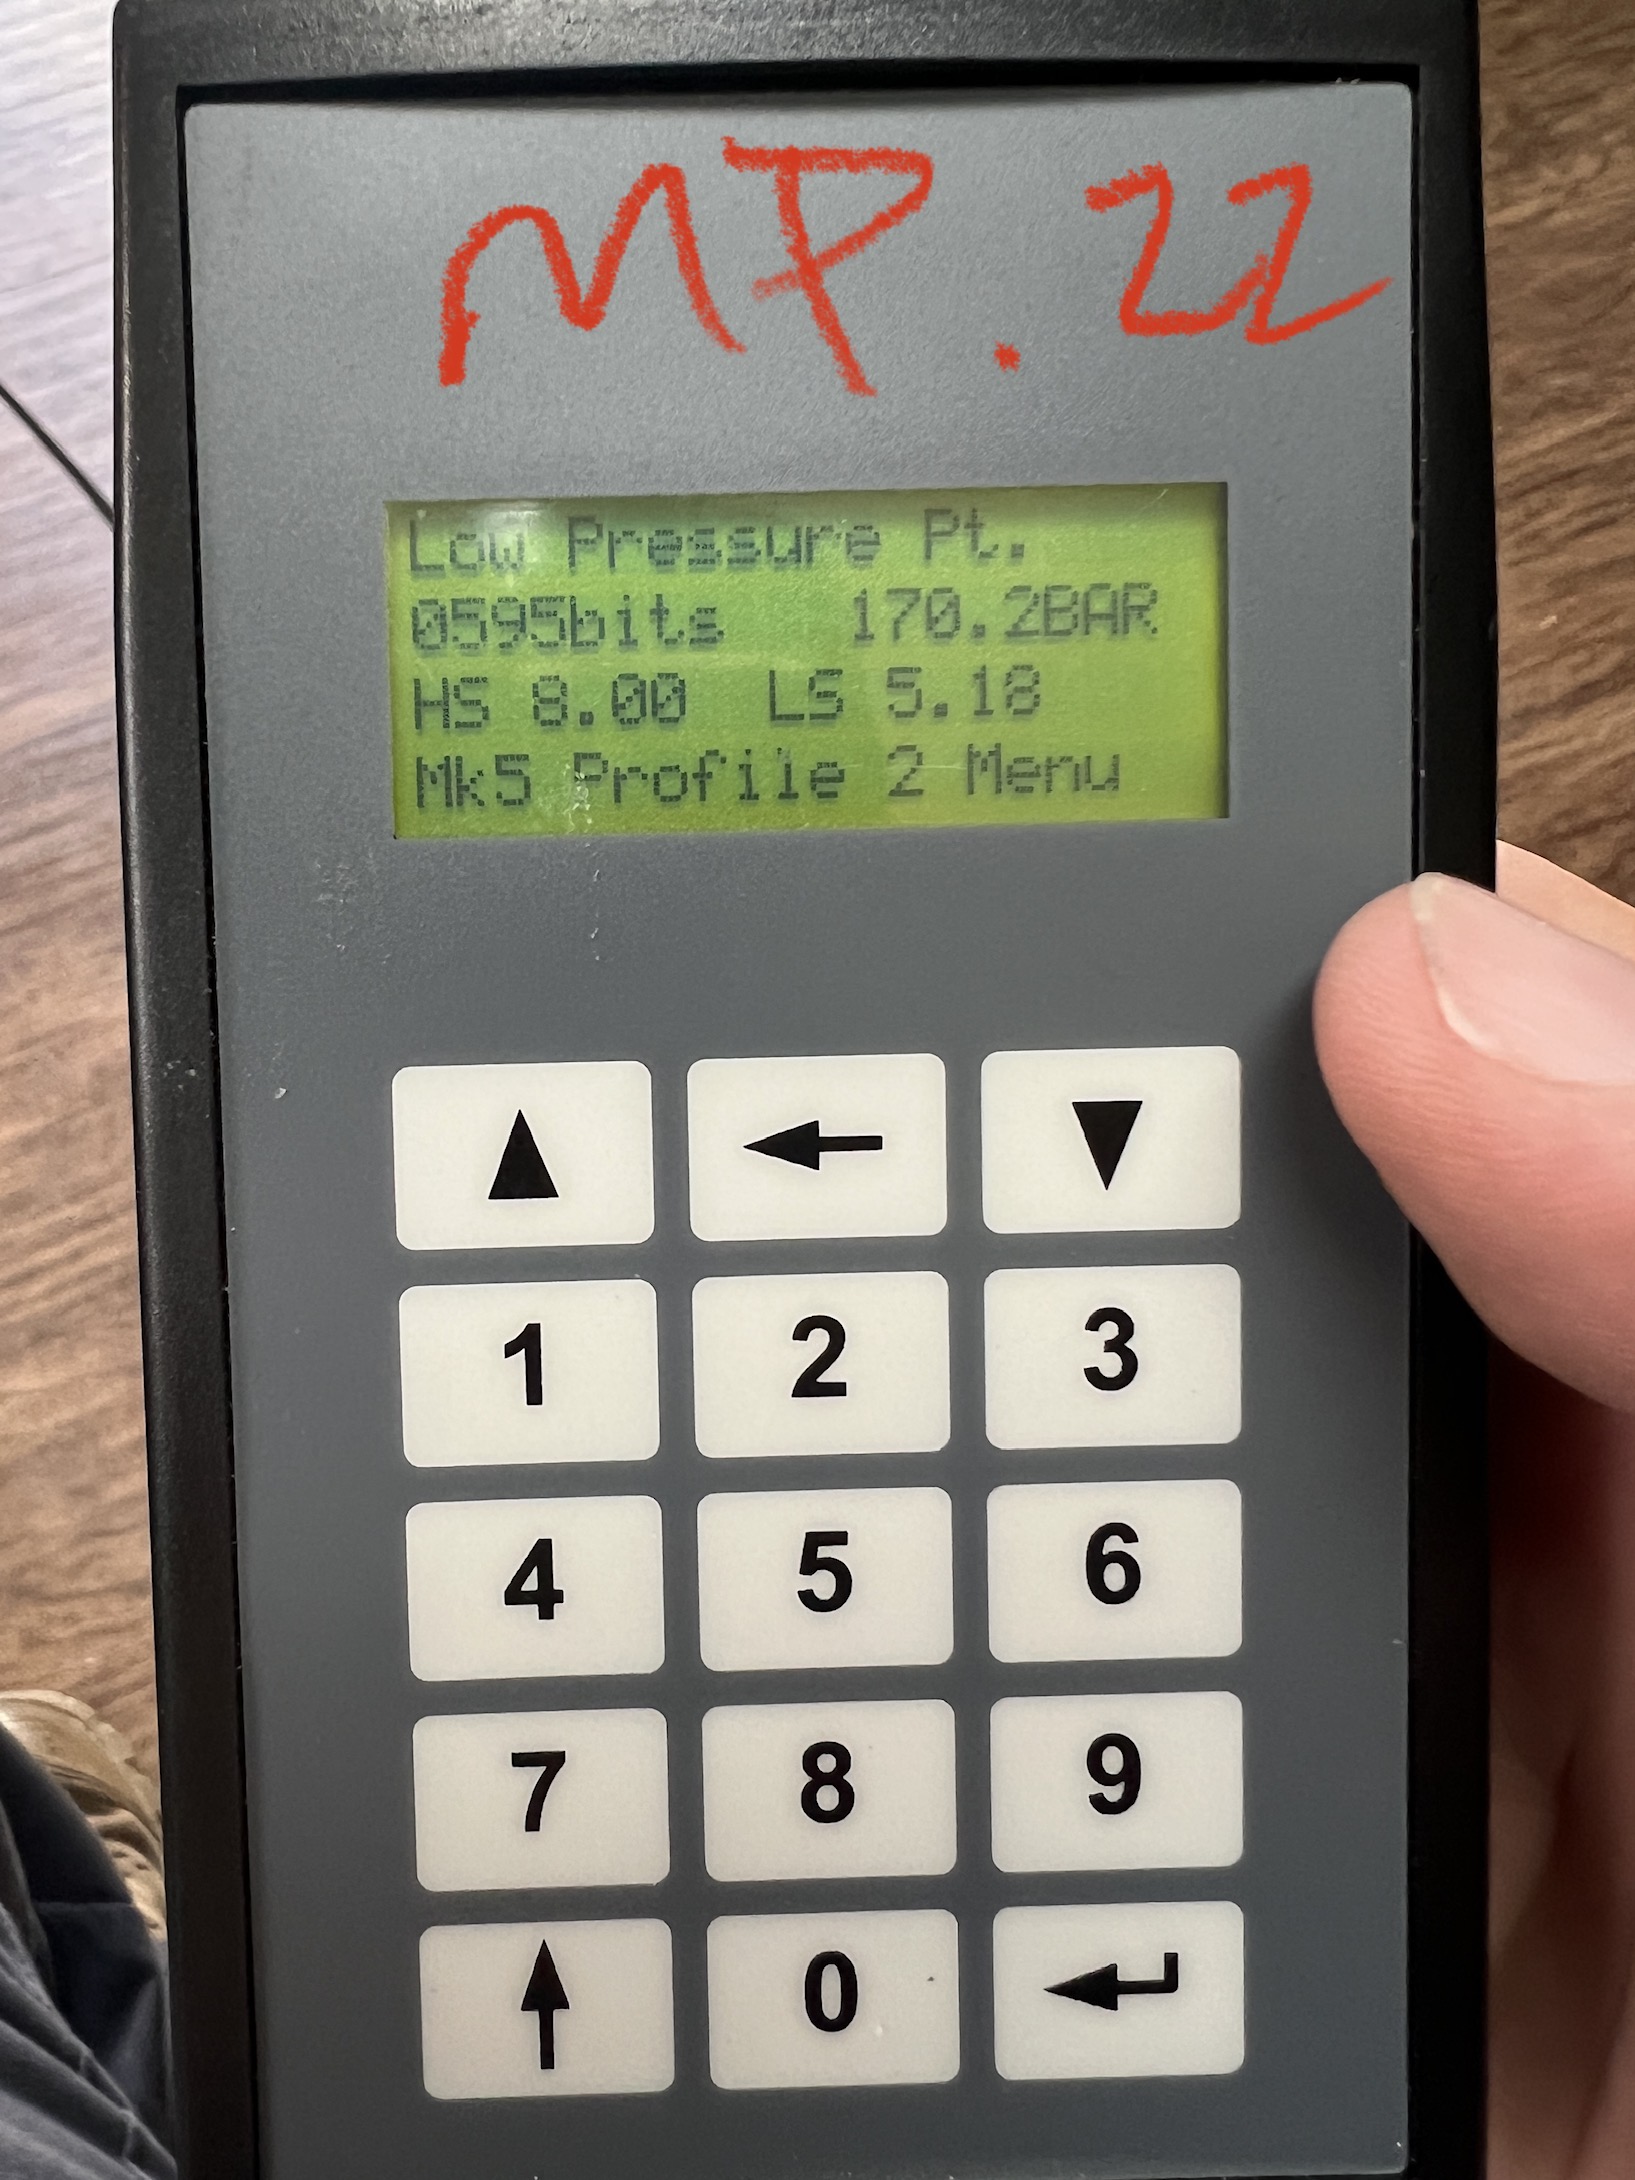 MP. 22
Low Pressure Pt.
0595bits 170.2BAR
HS 8.00 LS 5.18
Mk5 Profile 2 Menu
1 2 3
4 5 6
7 8 9
0